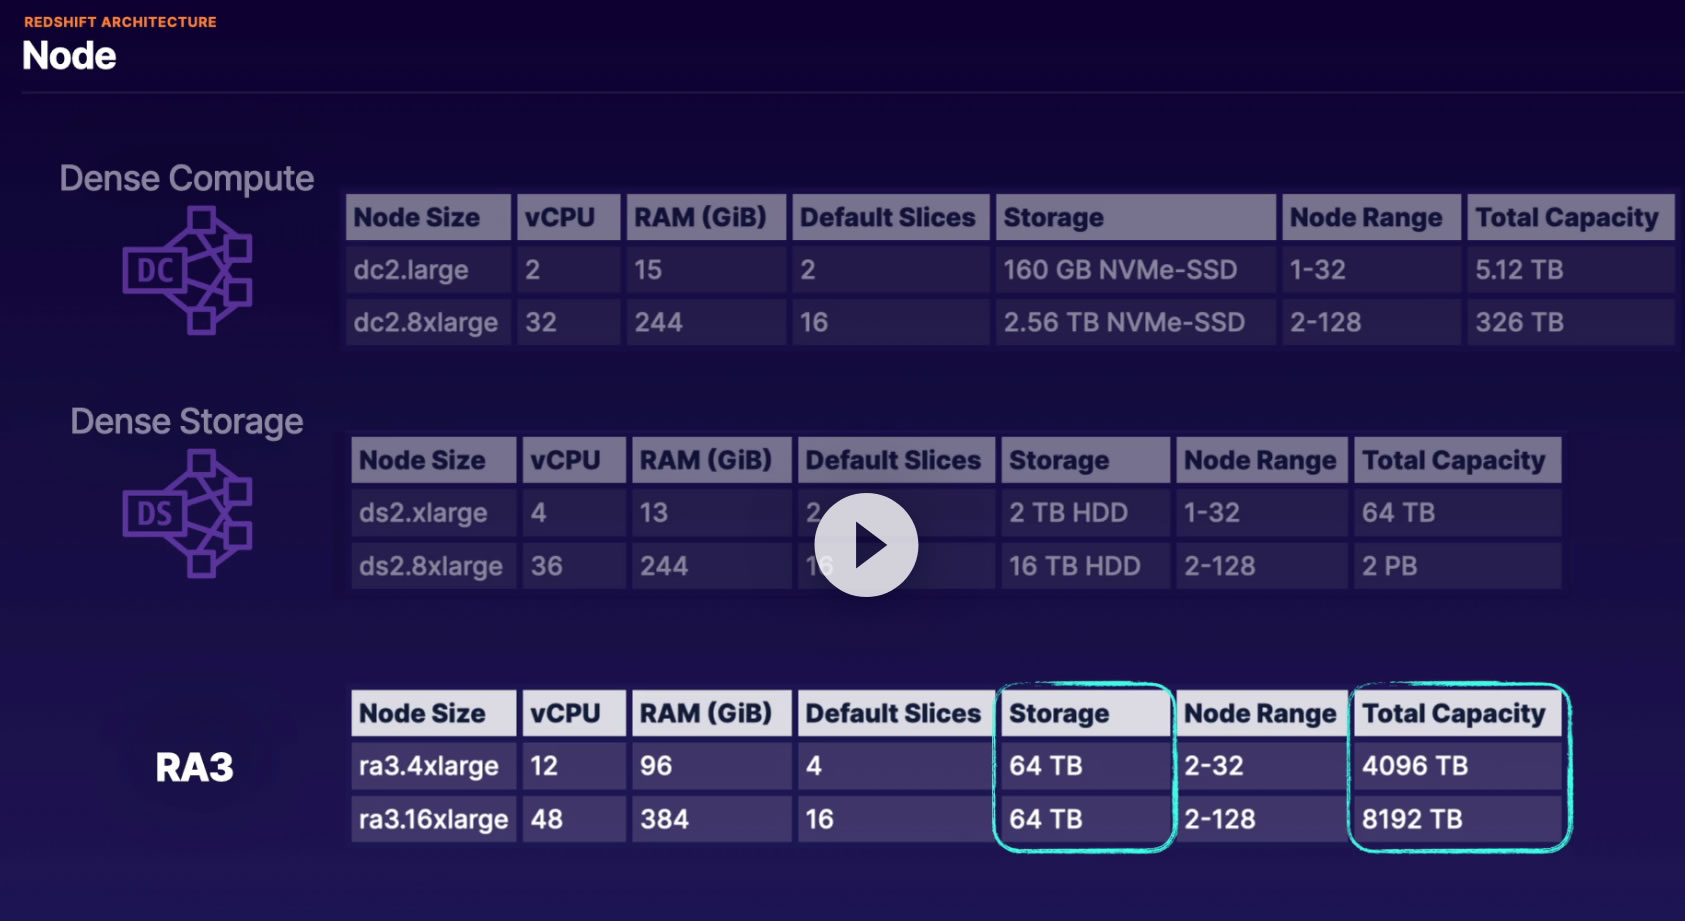 REDSHIFT ARCHITECTURE
Node
Dense Compute
DC
Node Size vCPU RAM (GiB) Default Slices Storage Node Range Total Capacity
dc2.large 2 15 2 160 GB NVMe-SSD 1-32 5.12 TB
dc2.8xlarge 32 244 16 2.56 TB NVMe-SSD 2-128 326 TB
Dense Storage
DS
Node Size vCPU RAM (GiB) Default Slices Storage Node Range Total Capacity
ds2.xlarge 4 13 2 2 TB HDD 1-32 64 TB
ds2.8xlarge 36 244 16 16 TB HDD 2-128 2 PB
RA3
Node Size vCPU RAM (GiB) Default Slices Storage Node Range Total Capacity
ra3.4xlarge 12 96 4 64 TB 2-32 4096 TB
ra3.16xlarge 48 384 16 64 TB 2-128 8192 TB